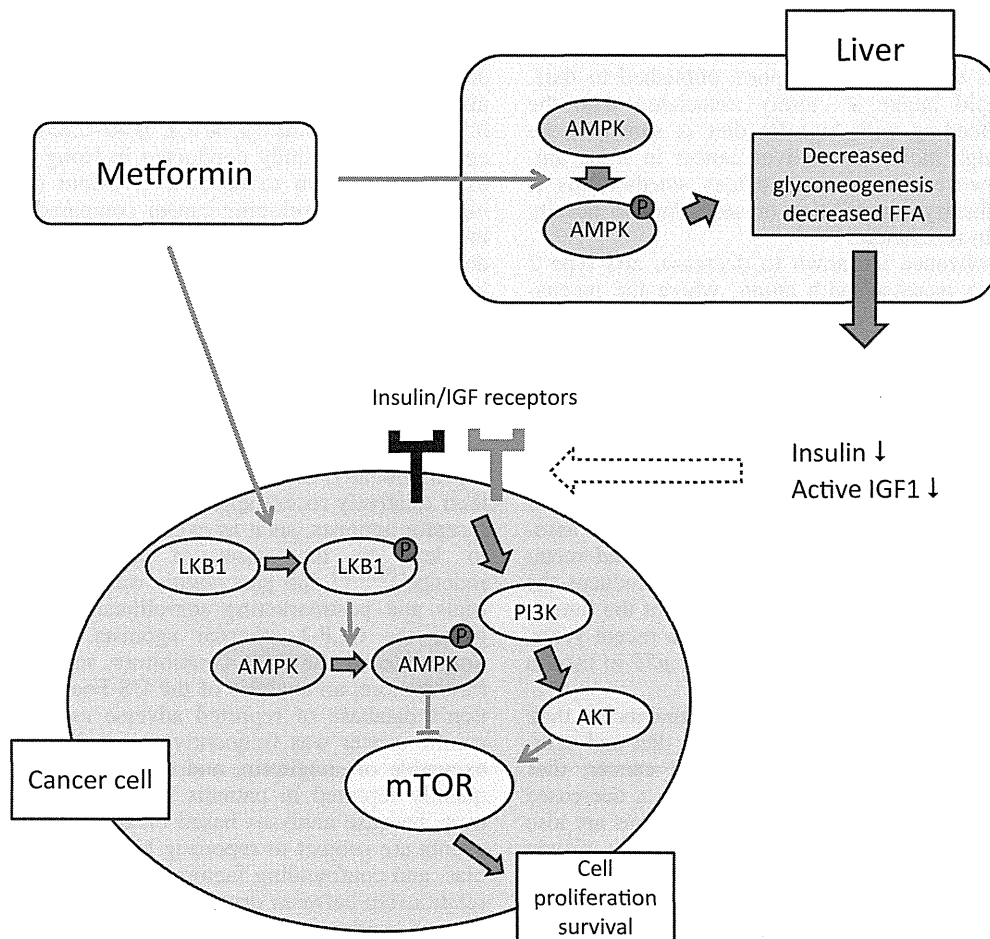 Liver
AMPK
P
AMPK
Decreased
glyconeogenesis
decreased FFA
Metformin
Insulin/IGF receptors
Insulin ↓
Active IGF1 ↓
LKB1
P
LKB1
PI3K
AMPK
P
AMPK
AKT
Cancer cell
mTOR
Cell
proliferation
survival